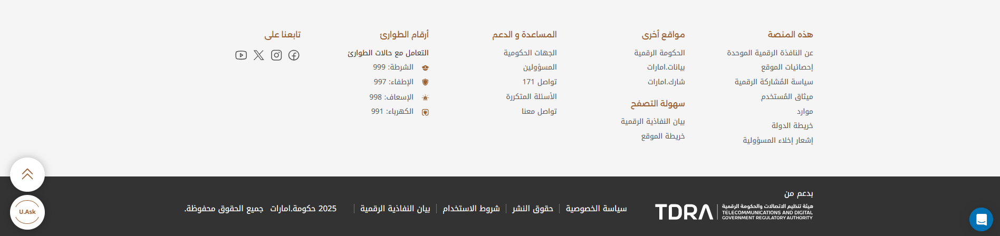 هذه المنصة
عن النافذة الرقمية الموحدة
إحصائيات الموقع
سياسة المُشاركة الرقمية
ميثاق المُستخدم
موارد
خريطة الدولة
إشعار إخلاء المسؤولية
مواقع أخرى
الحكومة الرقمية
بيانات.امارات
شارك.امارات
سهولة التصفح
بيان النفاذية الرقمية
خريطة الموقع
المساعدة و الدعم
الجهات الحكومية
المسؤولين
تواصل 171
الأسئلة المتكررة
تواصل معنا
أرقام الطوارئ
التعامل مع حالات الطوارئ
الشرطة: 999
الإطفاء: 997
الإسعاف: 998
الكهرباء: 991
تابعنا على
بدعم من
هيئة تنظيم الاتصالات والحكومة الرقمية
TELECOMMUNICATIONS AND DIGITAL
GOVERNMENT REGULATORY AUTHORITY
TDRA
سياسة الخصوصية
حقوق النشر
شروط الاستخدام
بيان النفاذية الرقمية
2025 حكومة.امارات جميع الحقوق محفوظة.
U.Ask